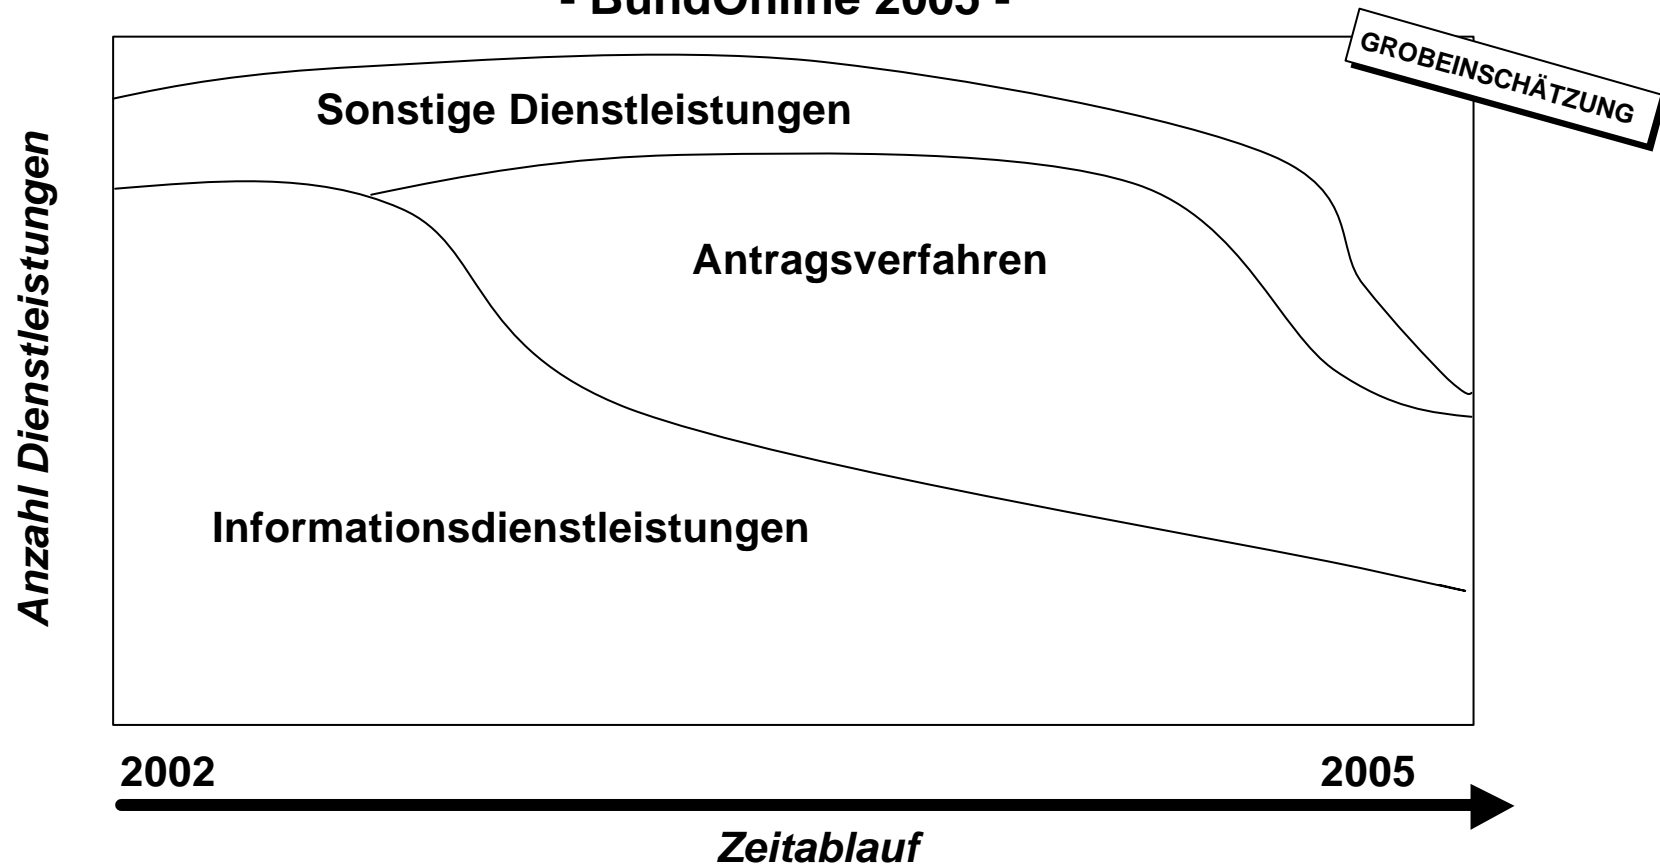 - BundOnline 2005 -
GROBEINSCHÄTZUNG
Sonstige Dienstleistungen
Antragsverfahren
Informationsdienstleistungen
Anzahl Dienstleistungen
2002 2005
Zeitablauf